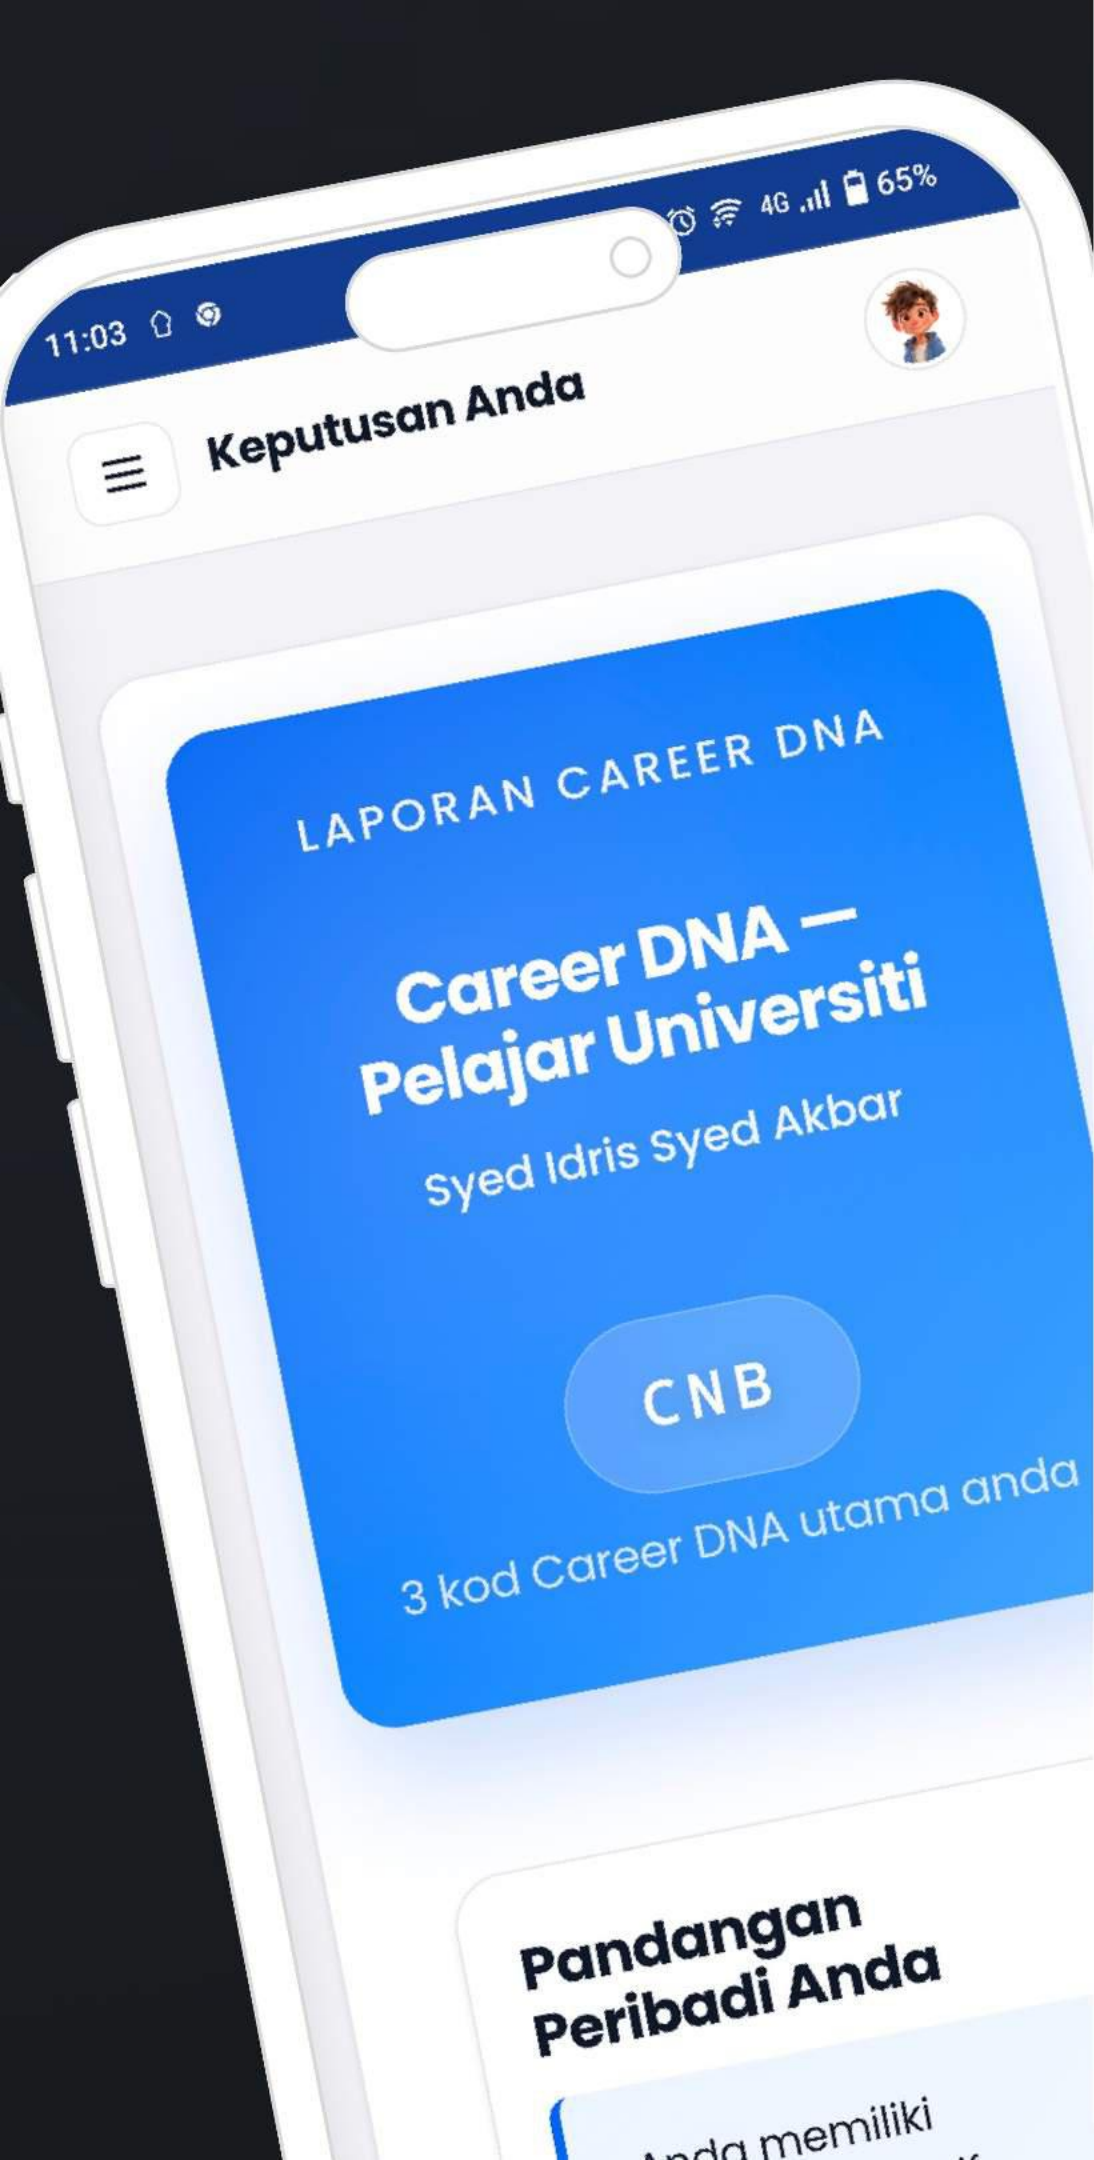 11:03
4G
65%
Keputusan Anda
LAPORAN CAREER DNA
Career DNA —
Pelajar Universiti
Syed Idris Syed Akbar
CNB
3 kod Career DNA utama anda
Pandangan
Peribadi Anda
Anda memiliki